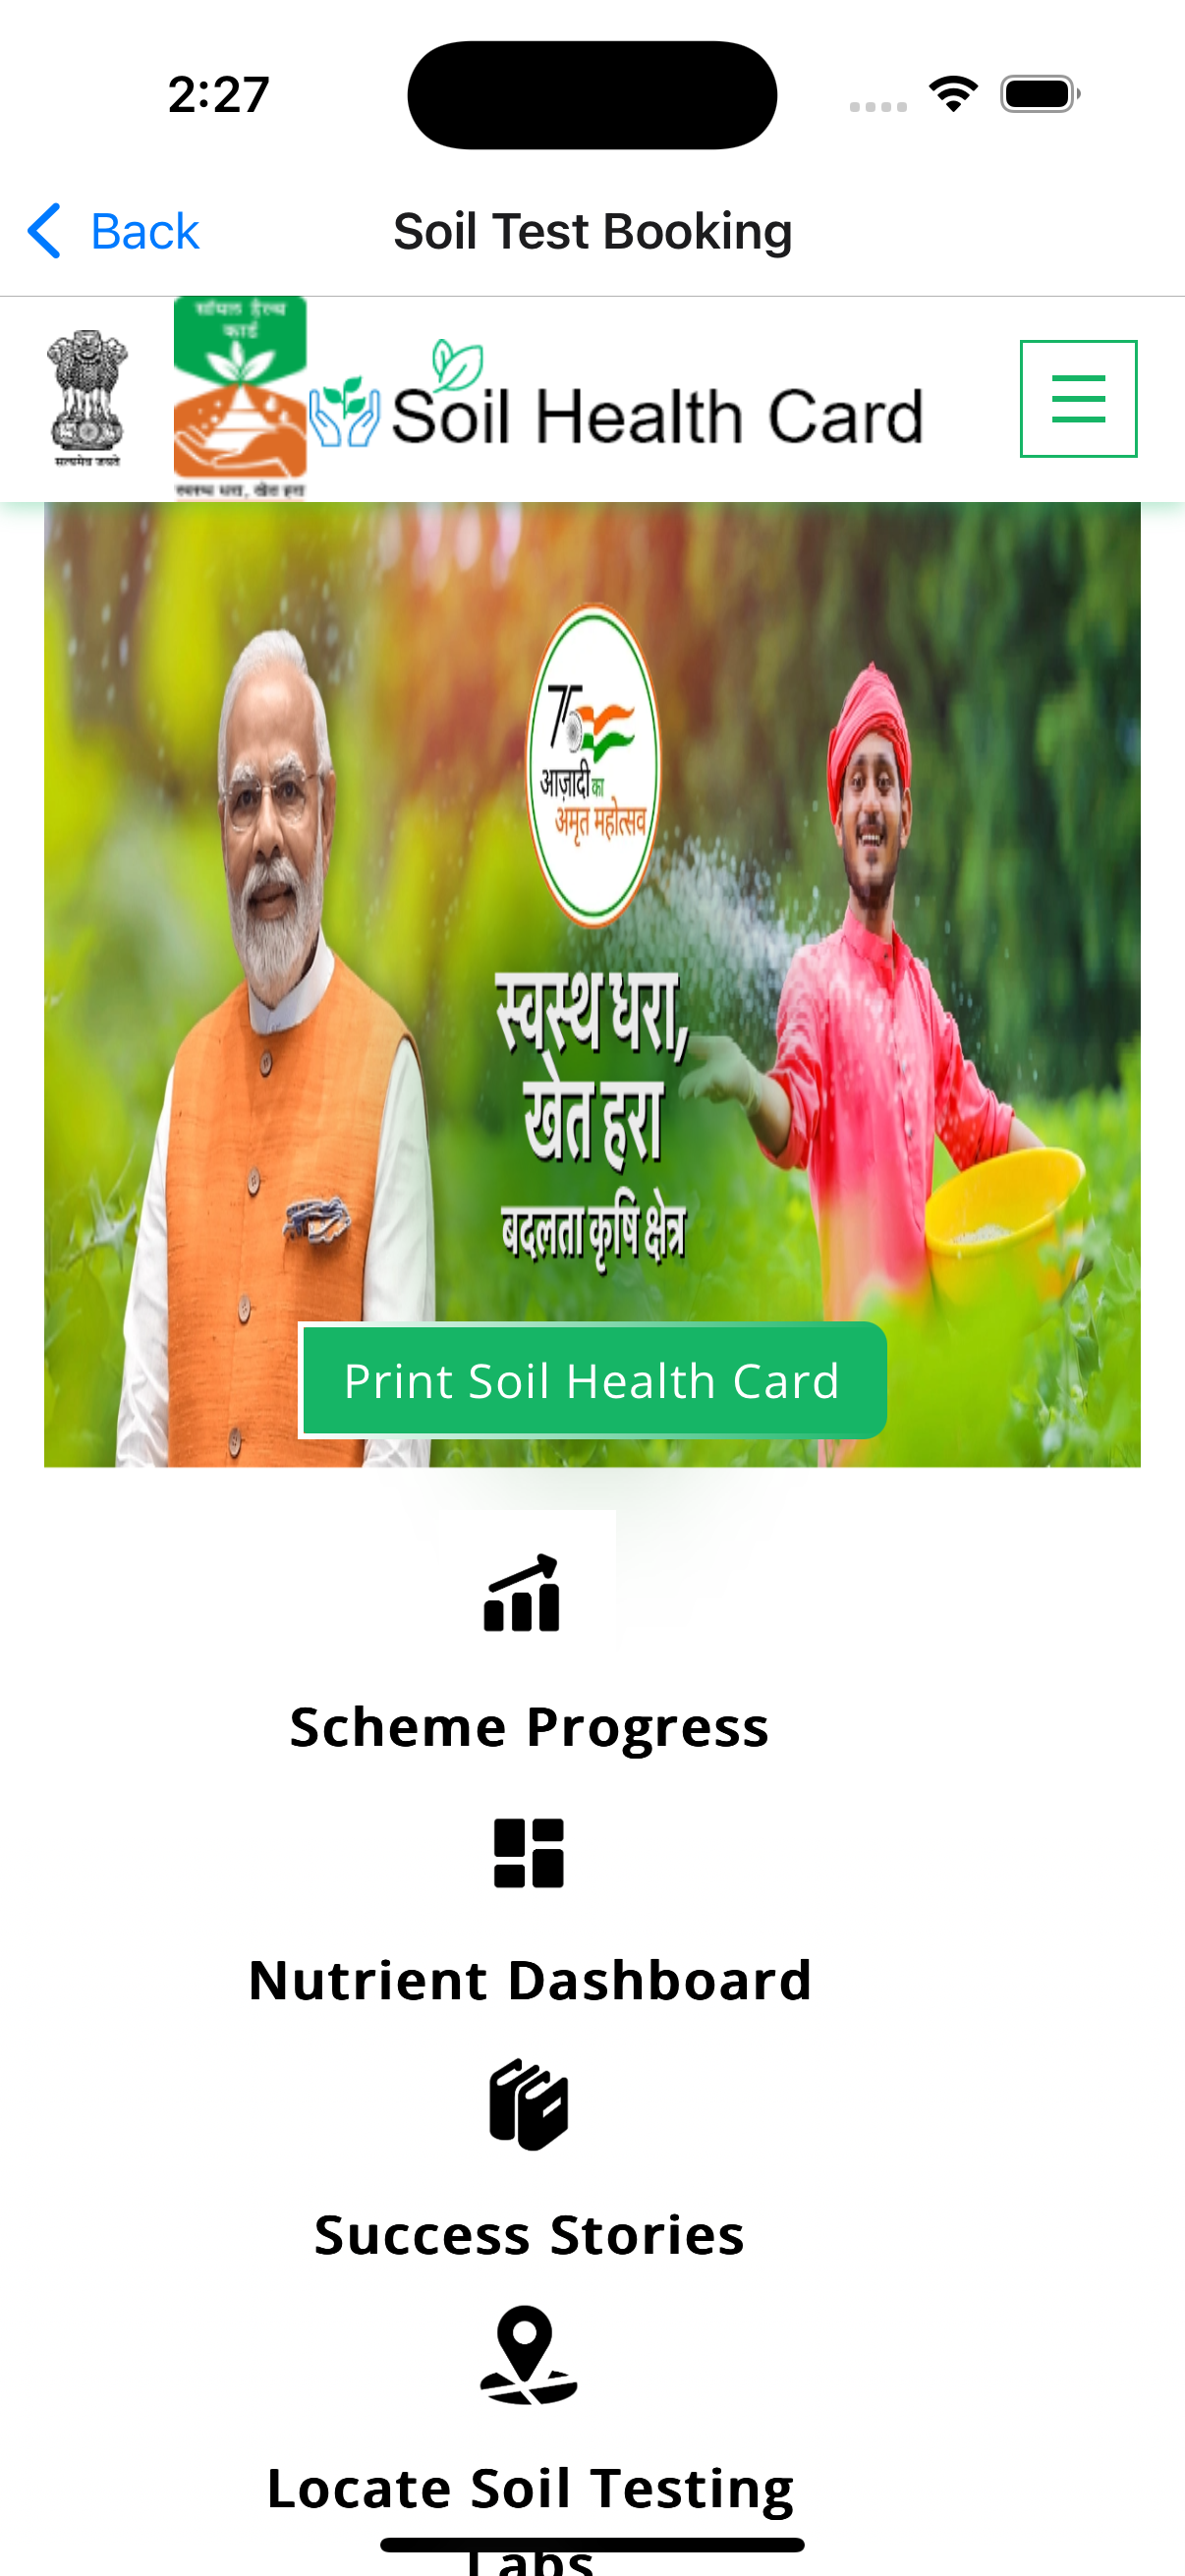 2:27
Back
Soil Test Booking
सॉयल हैल्थ
कार्ड
Soil Health Card
सत्यमेव जयते
स्वस्थ धरा, खेत हरा
75
आज़ादी का
अमृत महोत्सव
स्वस्थ धरा,
खेत हरा
बदलता कृषि क्षेत्र
Print Soil Health Card
Scheme Progress
Nutrient Dashboard
Success Stories
Locate Soil Testing
Labs